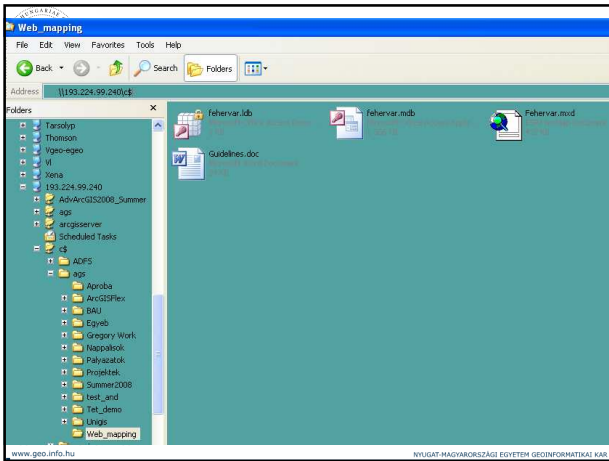 HUNGARIAE
Web_mapping
File Edit View Favorites Tools Help
Back Search Folders
Address \\193.224.99.240\c$
Folders
Tarsolyp
Thomson
Vgeo-egeo
Vl
Xena
193.224.99.240
AdvArcGIS2008_Summer
ags
arcgisserver
Scheduled Tasks
c$
ADFS
ags
Aproba
ArcGISFlex
BAU
Egyeb
Gregory Work
Nappalisok
Palyazatok
Projektek
Summer2008
test_and
Tet_demo
Unigis
Web_mapping
fehervar.ldb
fehervar.mdb
Fehervar.mxd
Guidelines.doc
www.geo.info.hu
NYUGAT-MAGYARORSZÁGI EGYETEM GEOINFORMATIKAI KAR